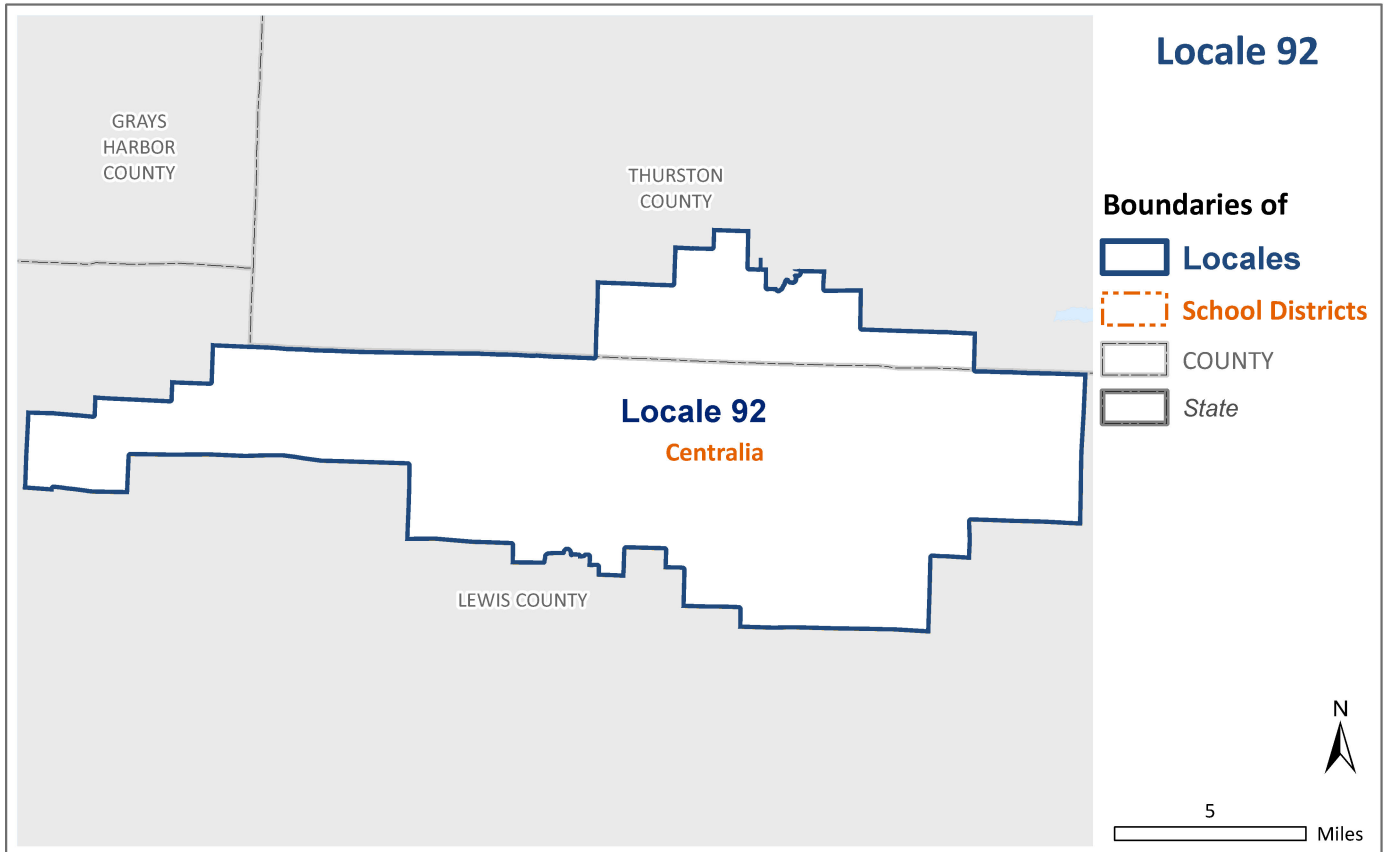 Locale 92
GRAYS
HARBOR
COUNTY
THURSTON
COUNTY
Locale 92
Centralia
LEWIS COUNTY
Boundaries of
Locales
School Districts
COUNTY
State
N
5
Miles